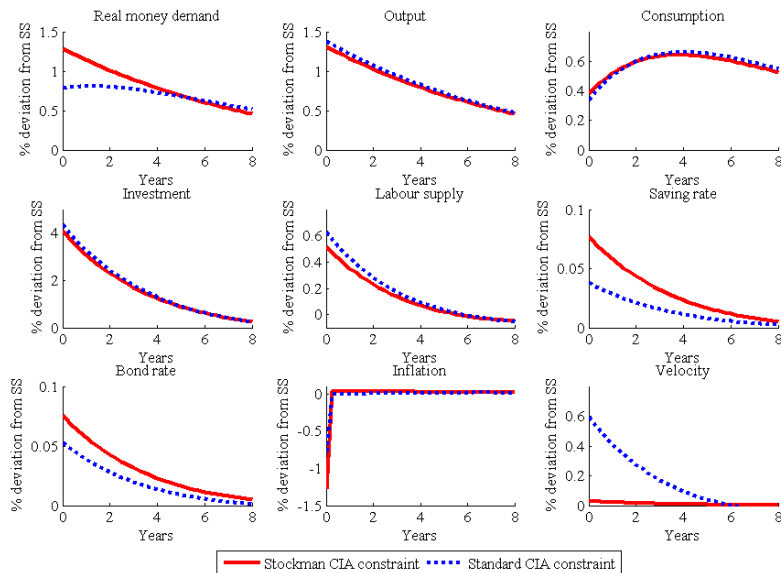 Real money demand
% deviation from SS
1.5
1
0.5
0
0 2 4 6 8
Years
Output
% deviation from SS
1.5
1
0.5
0
0 2 4 6 8
Years
Consumption
% deviation from SS
0.6
0.4
0.2
0
0 2 4 6 8
Years
Investment
% deviation from SS
4
2
0
0 2 4 6 8
Years
Labour supply
% deviation from SS
0.6
0.4
0.2
0
0 2 4 6 8
Years
Saving rate
% deviation from SS
0.1
0.05
0
0 2 4 6 8
Years
Bond rate
% deviation from SS
0.1
0.05
0
0 2 4 6 8
Years
Inflation
% deviation from SS
0
-0.5
-1
-1.5
0 2 4 6 8
Years
Velocity
% deviation from SS
0.6
0.4
0.2
0
0 2 4 6 8
Years
Stockman CIA constraint
Standard CIA constraint